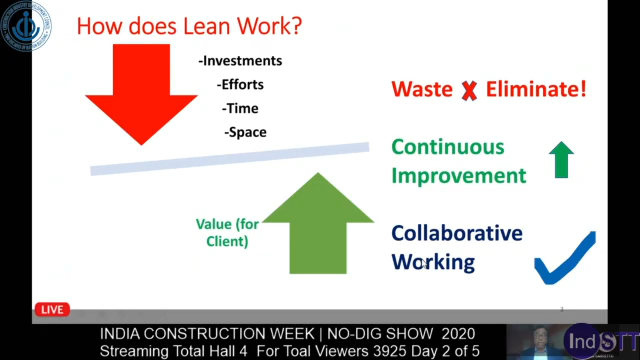 How does Lean Work?
-Investments
-Efforts
-Time
-Space
Waste X Eliminate!
Continuous
Improvement
Value (for
Client)
Collaborative
Working
LIVE
3
IndSTT
INDIA CONSTRUCTION WEEK | NO-DIG SHOW 2020
Streaming Total Hall 4 For Toal Viewers 3925 Day 2 of 5